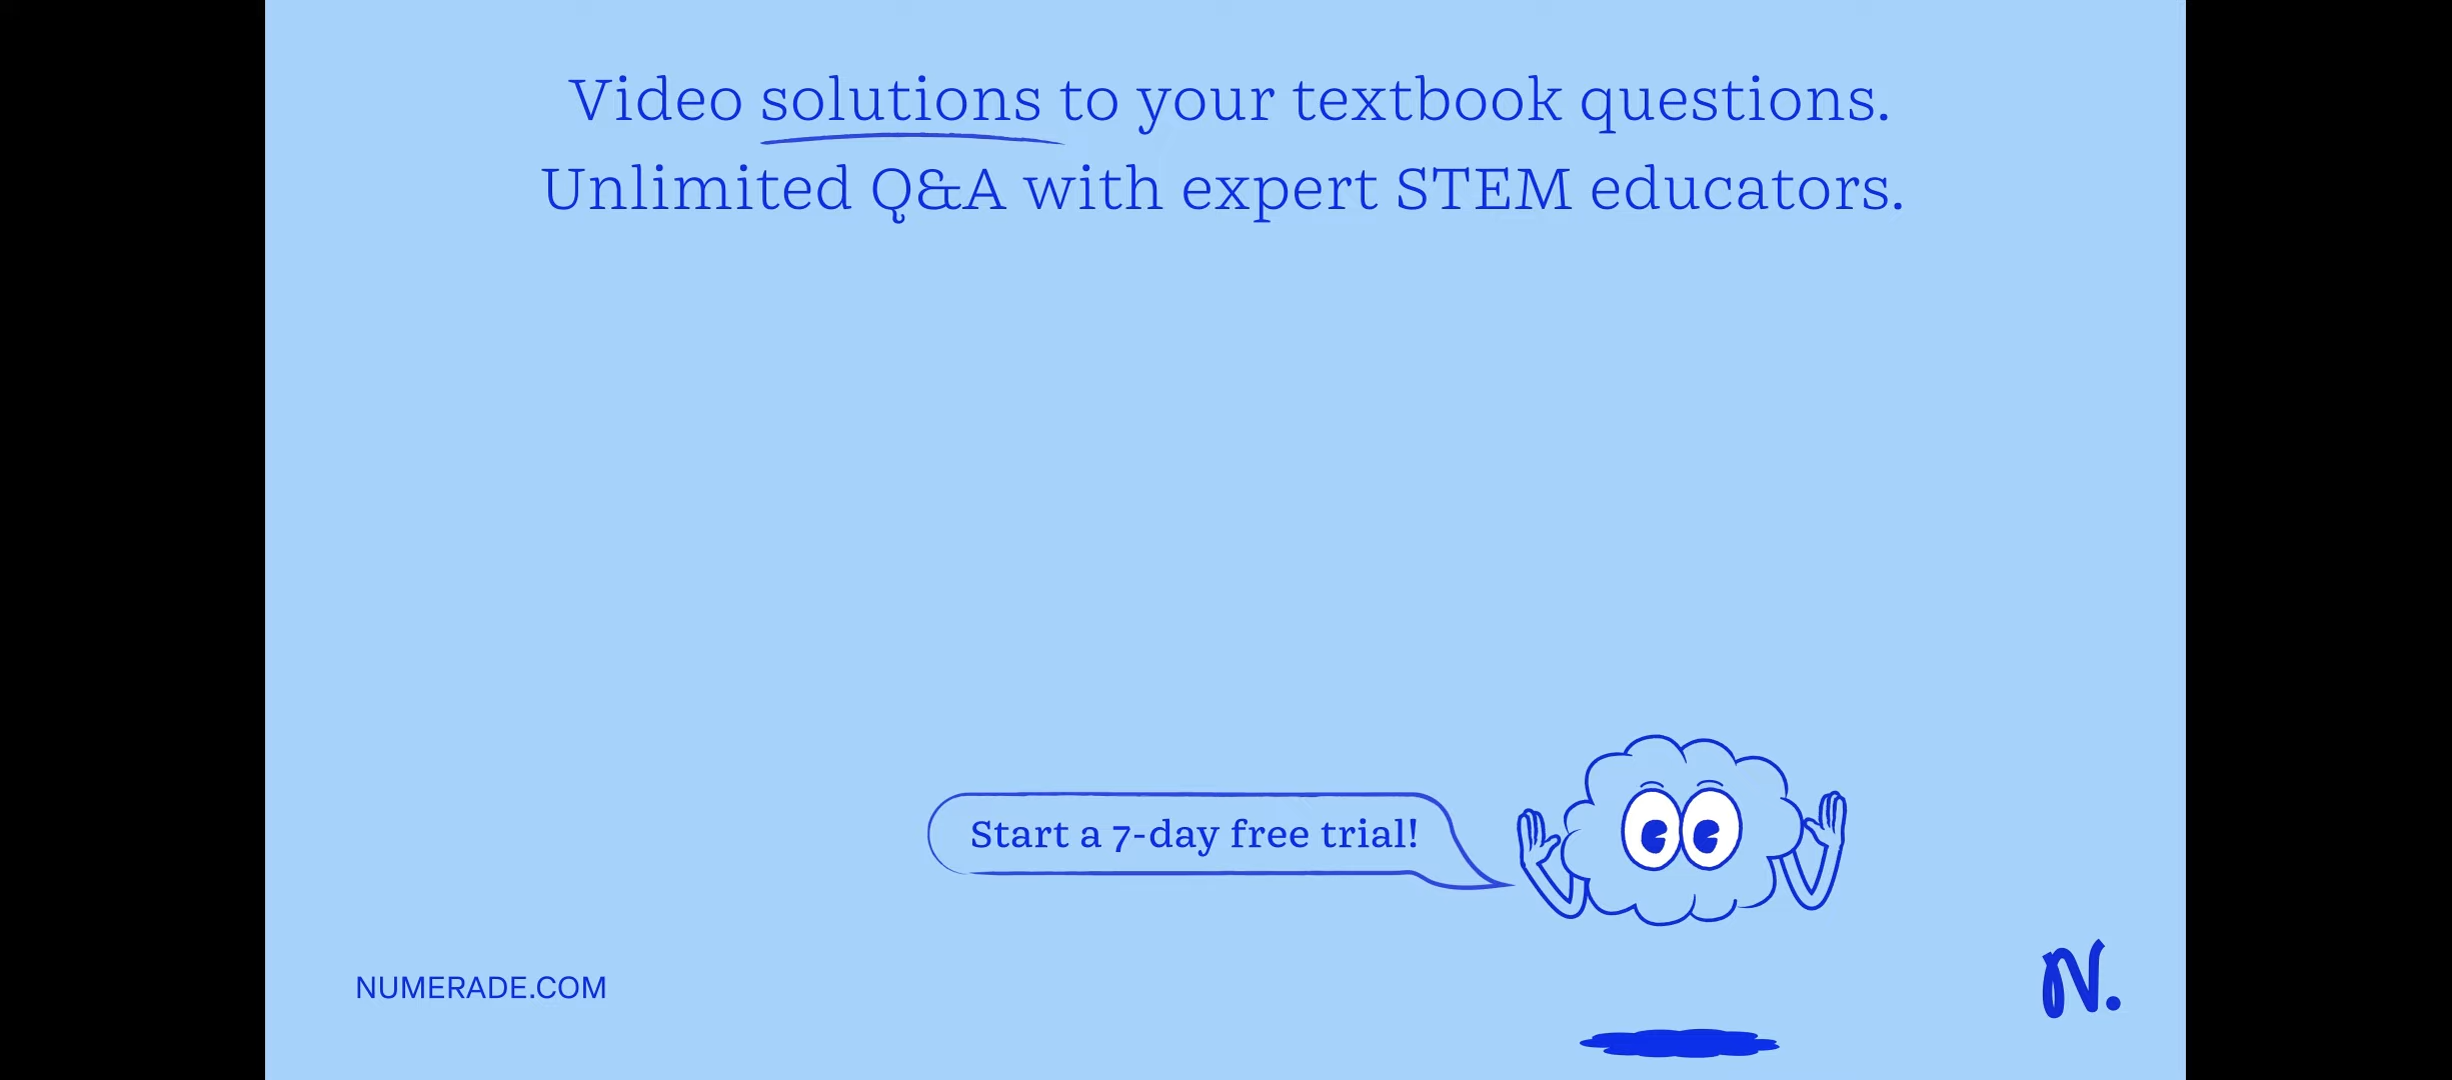 Video solutions to your textbook questions.
Unlimited Q&A with expert STEM educators.
Start a 7-day free trial!
NUMERADE.COM
N.